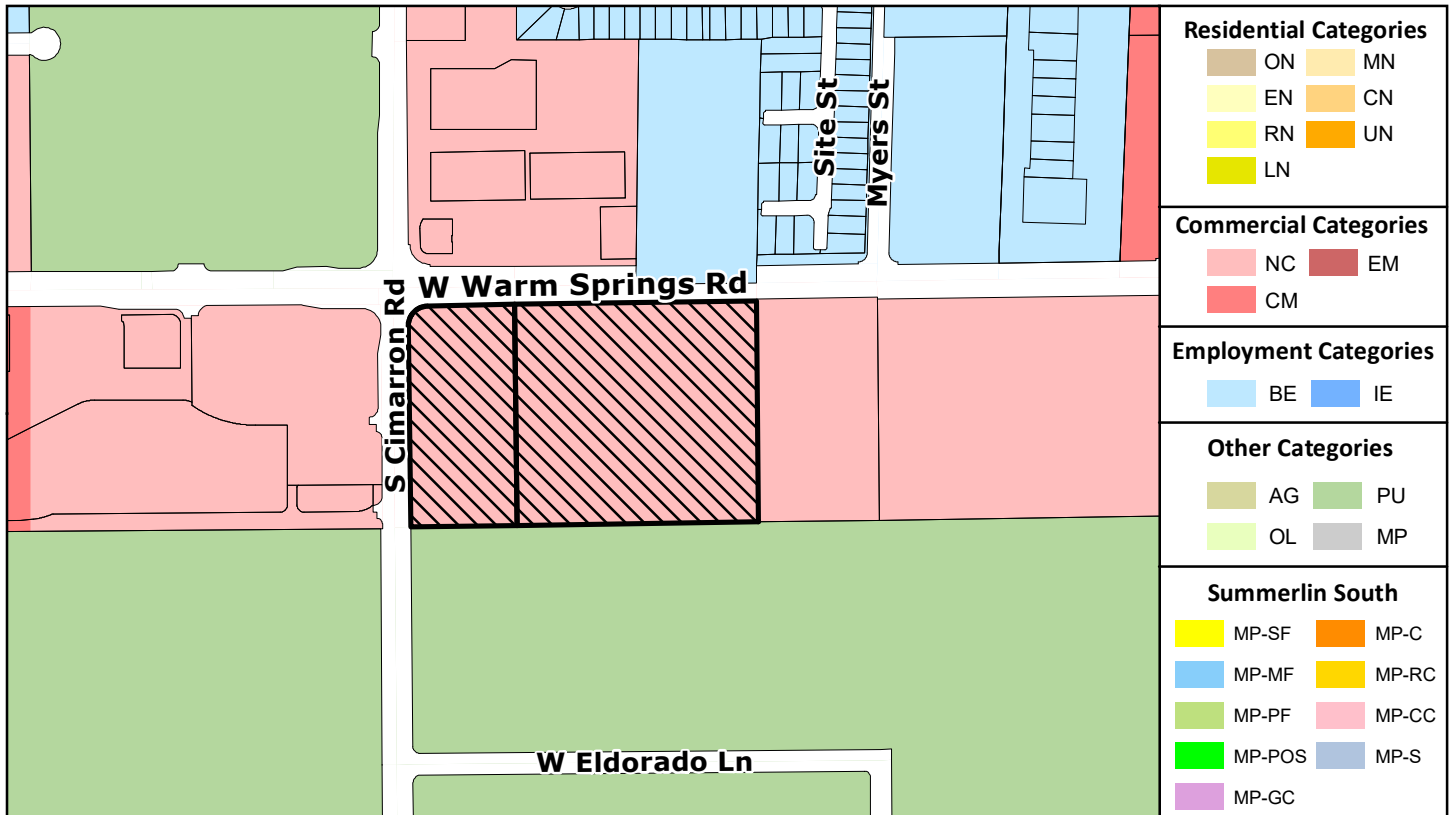 Site St
Myers St
W Warm Springs Rd
S Cimarron Rd
W Eldorado Ln
Residential Categories
ON MN
EN CN
RN UN
LN
Commercial Categories
NC EM
CM
Employment Categories
BE IE
Other Categories
AG PU
OL MP
Summerlin South
MP-SF MP-C
MP-MF MP-RC
MP-PF MP-CC
MP-POS MP-S
MP-GC